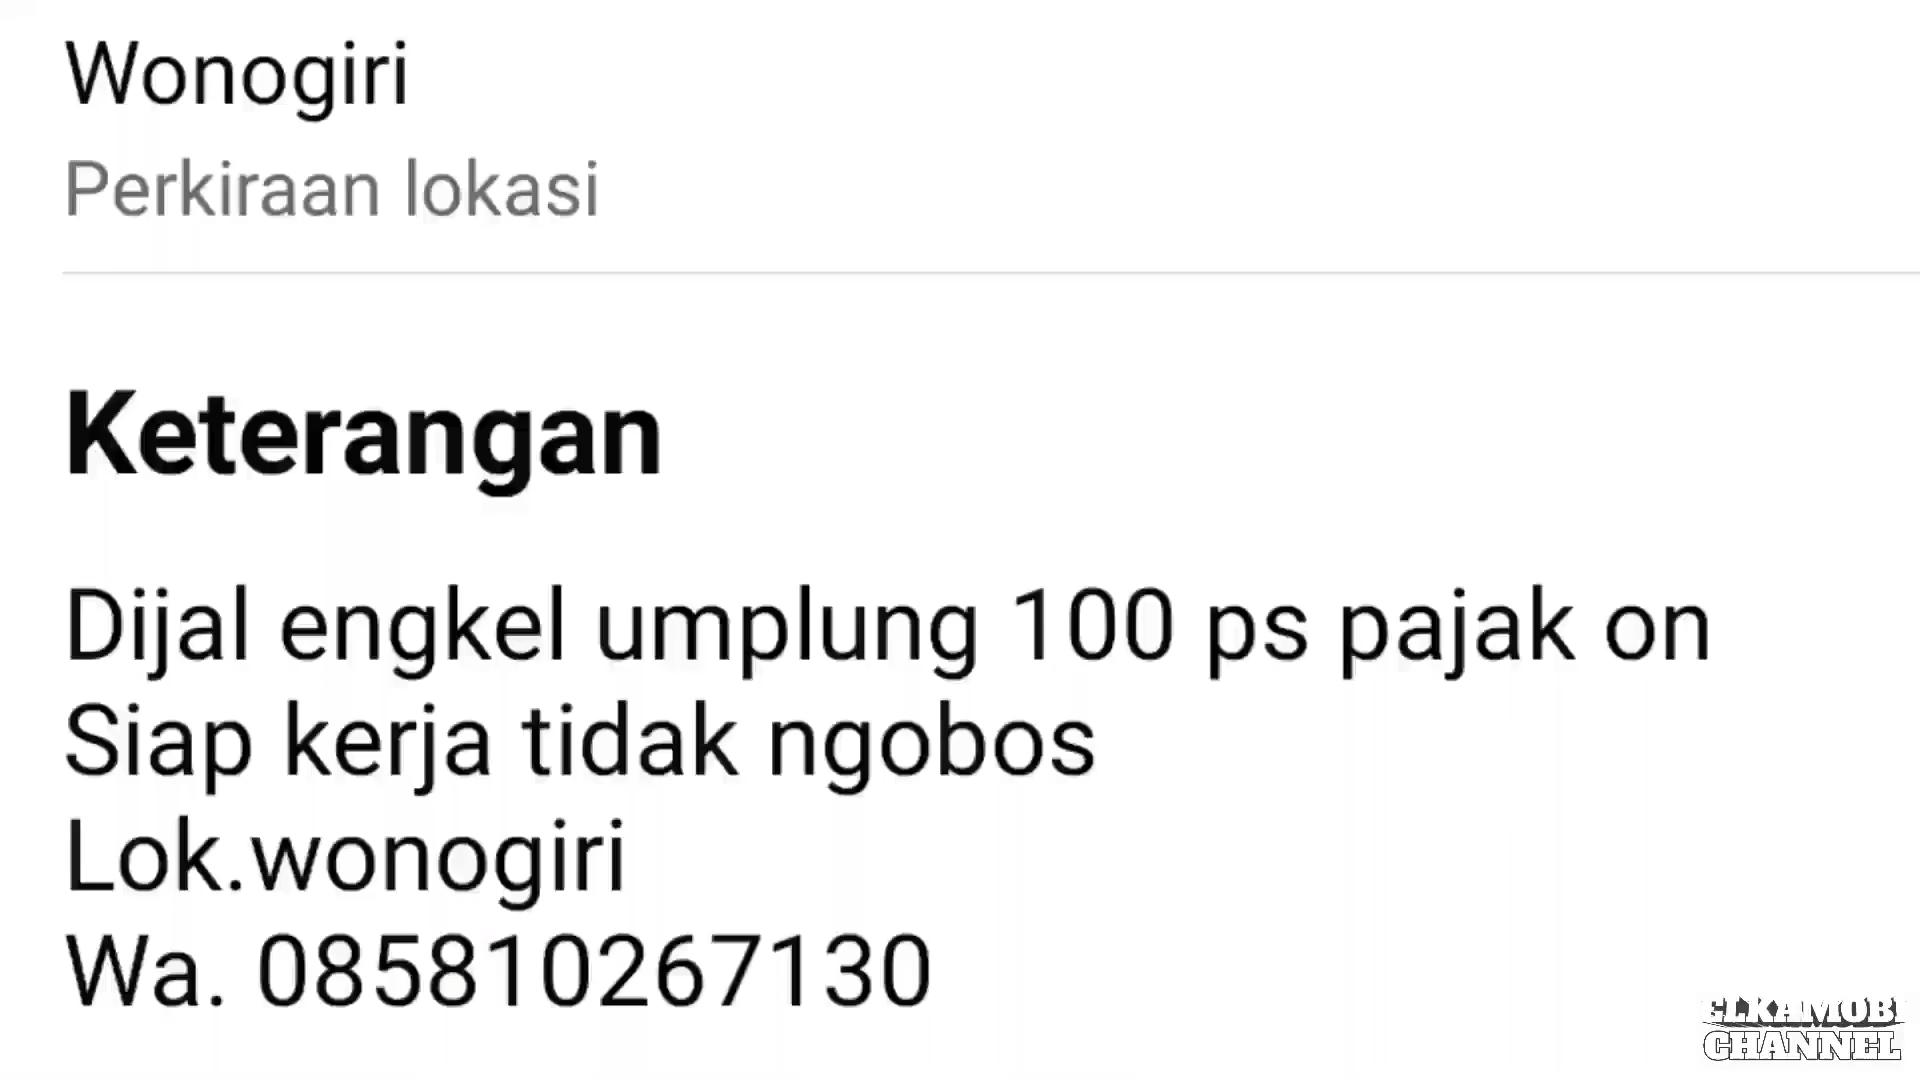 Wonogiri
Perkiraan lokasi
Keterangan
Dijal engkel umplung 100 ps pajak on
Siap kerja tidak ngobos
Lok.wonogiri
Wa. 085810267130
ELKAMOBI
CHANNEL